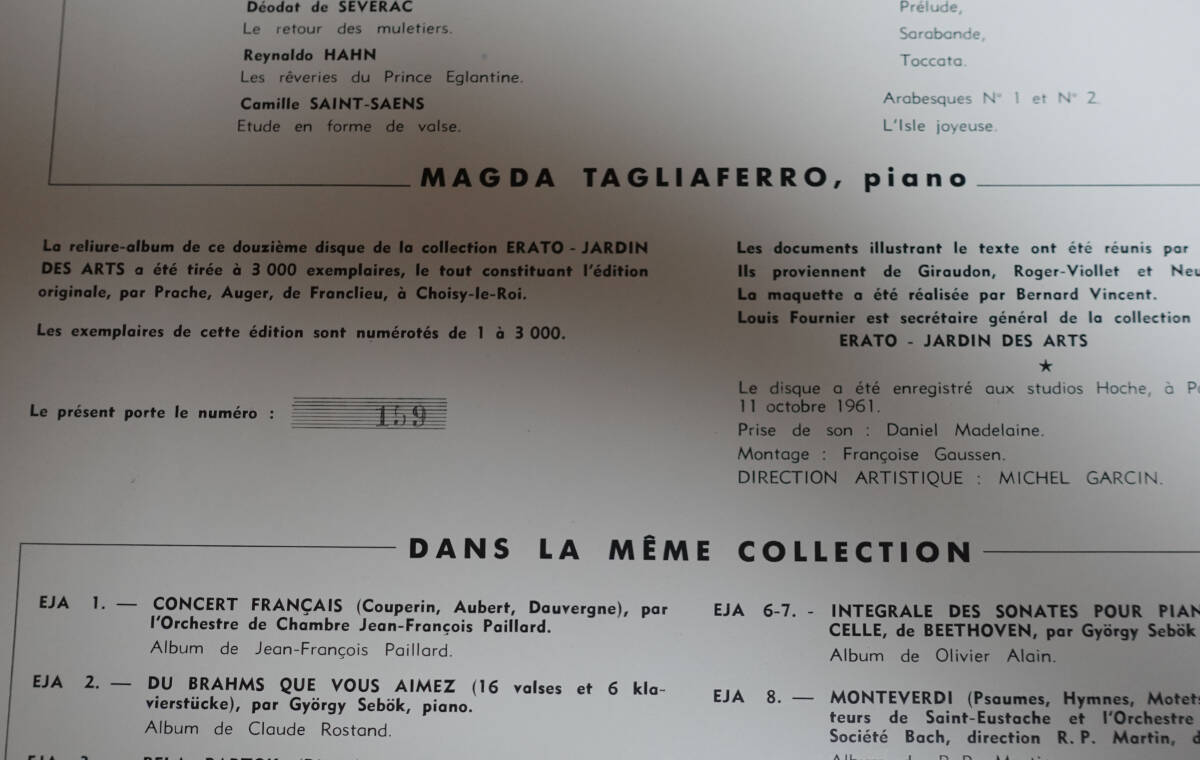 Déodat de SEVERAC
Le retour des muletiers.
Reynaldo HAHN
Les rêveries du Prince Eglantine.
Camille SAINT-SAENS
Etude en forme de valse.
Prélude,
Sarabande,
Toccata.
Arabesques N° 1 et N° 2.
L'Isle joyeuse.
MAGDA TAGLIAFERRO, piano
La reliure-album de ce douzième disque de la collection ERATO - JARDIN
DES ARTS a été tirée à 3 000 exemplaires, le tout constituant l'édition
originale, par Prache, Auger, de Franclieu, à Choisy-le-Roi.
Les exemplaires de cette édition sont numérotés de 1 à 3 000.
Le présent porte le numéro : 159
Les documents illustrant le texte ont été réunis par
Ils proviennent de Giraudon, Roger-Viollet et
La maquette a été réalisée par Bernard Vincent.
Louis Fournier est secrétaire général de la collection
ERATO - JARDIN DES ARTS
★
Le disque a été enregistré aux studios Hoche, à
11 octobre 1961.
Prise de son : Daniel Madelaine.
Montage : Françoise Gaussen.
DIRECTION ARTISTIQUE : MICHEL GARCIN.
DANS LA MÊME COLLECTION
EJA 1. — CONCERT FRANÇAIS (Couperin, Aubert, Dauvergne), par
l'Orchestre de Chambre Jean-François Paillard.
Album de Jean-François Paillard.
EJA 2. — DU BRAHMS QUE VOUS AIMEZ (16 valses et 6 kla-
vierstücke), par György Sebök, piano.
Album de Claude Rostand.
EJA 6-7. - INTEGRALE DES SONATES POUR
CELLE, de BEETHOVEN, par György Sebök
Album de Olivier Alain.
EJA 8. — MONTEVERDI (Psaumes, Hymnes, Motets
teurs de Saint-Eustache et l'Orchestre
Société Bach, direction R. P. Martin,